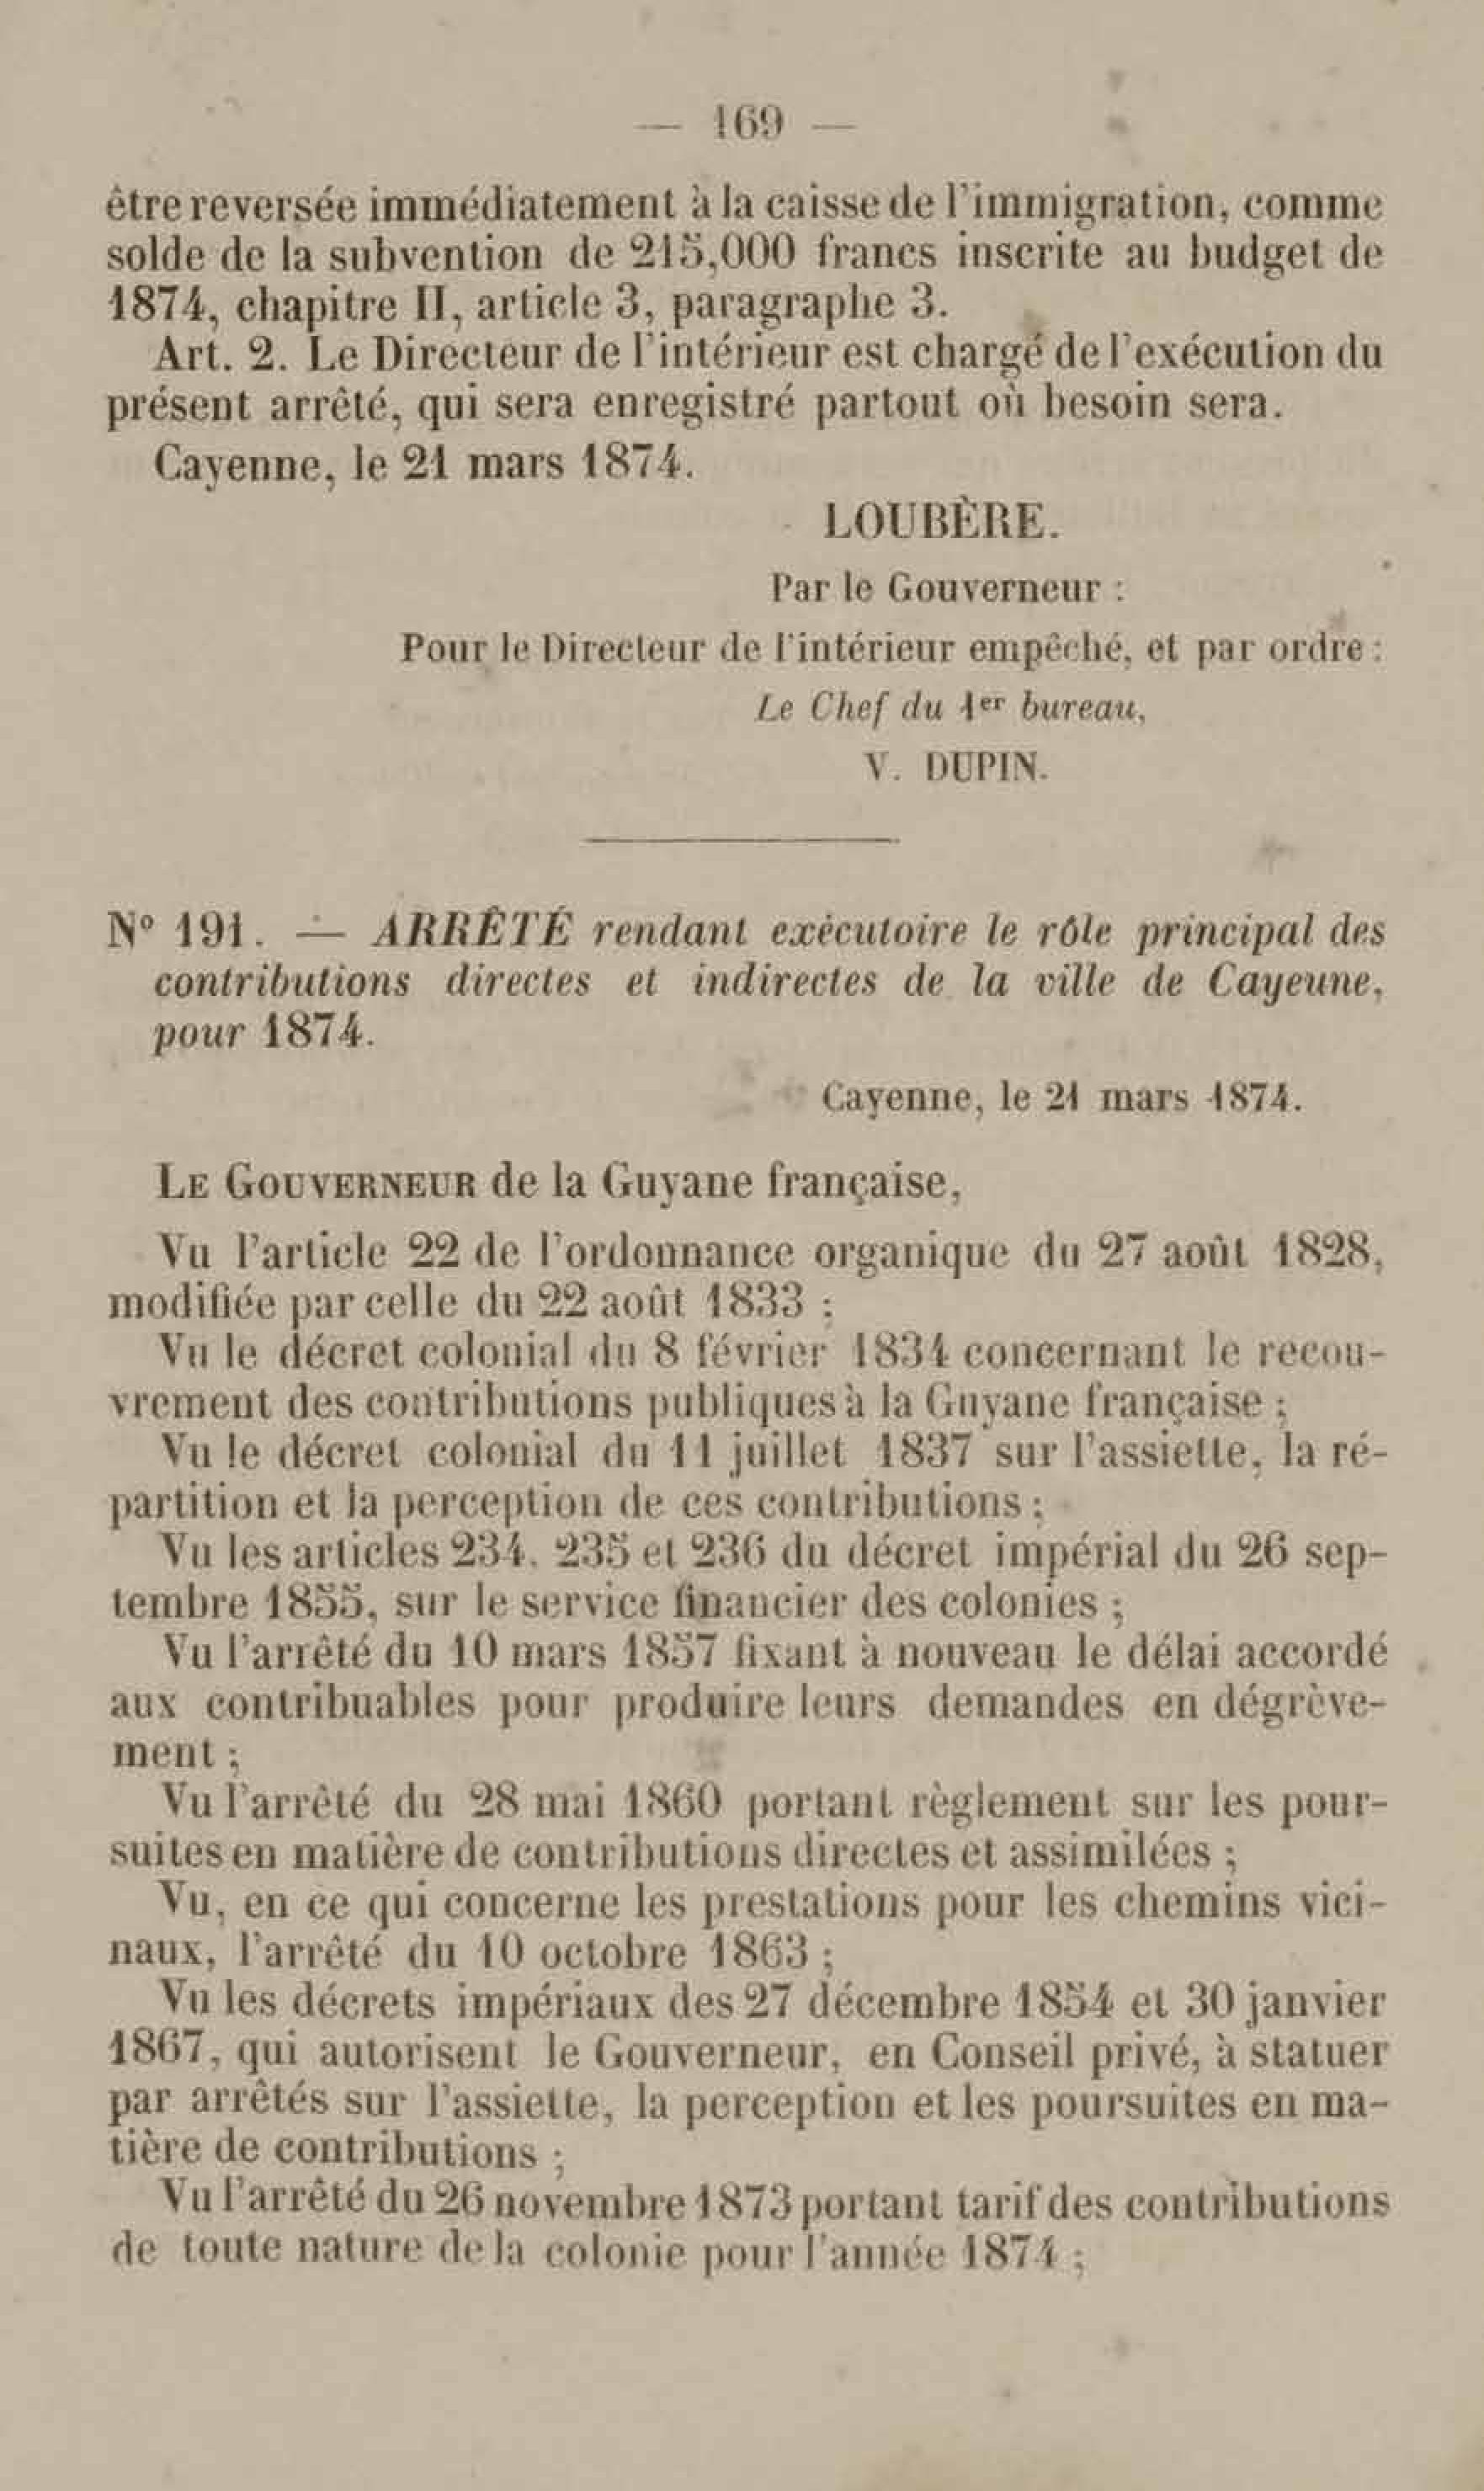 — 169 —
être reversée immédiatement à la caisse de l'immigration, comme
solde de la subvention de 215,000 francs inscrite au budget de
1874, chapitre II, article 3, paragraphe 3.
Art. 2. Le Directeur de l'intérieur est chargé de l'exécution du
présent arrêté, qui sera enregistré partout où besoin sera.
Cayenne, le 21 mars 1874.
LOUBÈRE.
Par le Gouverneur :
Pour le Directeur de l'intérieur empêché, et par ordre :
Le Chef du 1er bureau,
V. DUPIN.
N° 191. — ARRÊTÉ rendant exécutoire le rôle principal des
contributions directes et indirectes de la ville de Cayeune,
pour 1874.
Cayenne, le 21 mars 1874.
LE GOUVERNEUR de la Guyane française,
Vu l'article 22 de l'ordonnance organique du 27 août 1828,
modifiée par celle du 22 août 1833 ;
Vu le décret colonial du 8 février 1834 concernant le recou-
vrement des contributions publiques à la Guyane française ;
Vu le décret colonial du 11 juillet 1837 sur l'assiette, la ré-
partition et la perception de ces contributions ;
Vu les articles 234, 235 et 236 du décret impérial du 26 sep-
tembre 1855, sur le service financier des colonies ;
Vu l'arrêté du 10 mars 1857 fixant à nouveau le délai accordé
aux contribuables pour produire leurs demandes en dégrève-
ment ;
Vu l'arrêté du 28 mai 1860 portant règlement sur les pour-
suites en matière de contributions directes et assimilées ;
Vu, en ce qui concerne les prestations pour les chemins vici-
naux, l'arrêté du 10 octobre 1863 ;
Vu les décrets impériaux des 27 décembre 1854 et 30 janvier
1867, qui autorisent le Gouverneur, en Conseil privé, à statuer
par arrêtés sur l'assiette, la perception et les poursuites en ma-
tière de contributions ;
Vu l'arrêté du 26 novembre 1873 portant tarif des contributions
de toute nature de la colonie pour l'année 1874 ;